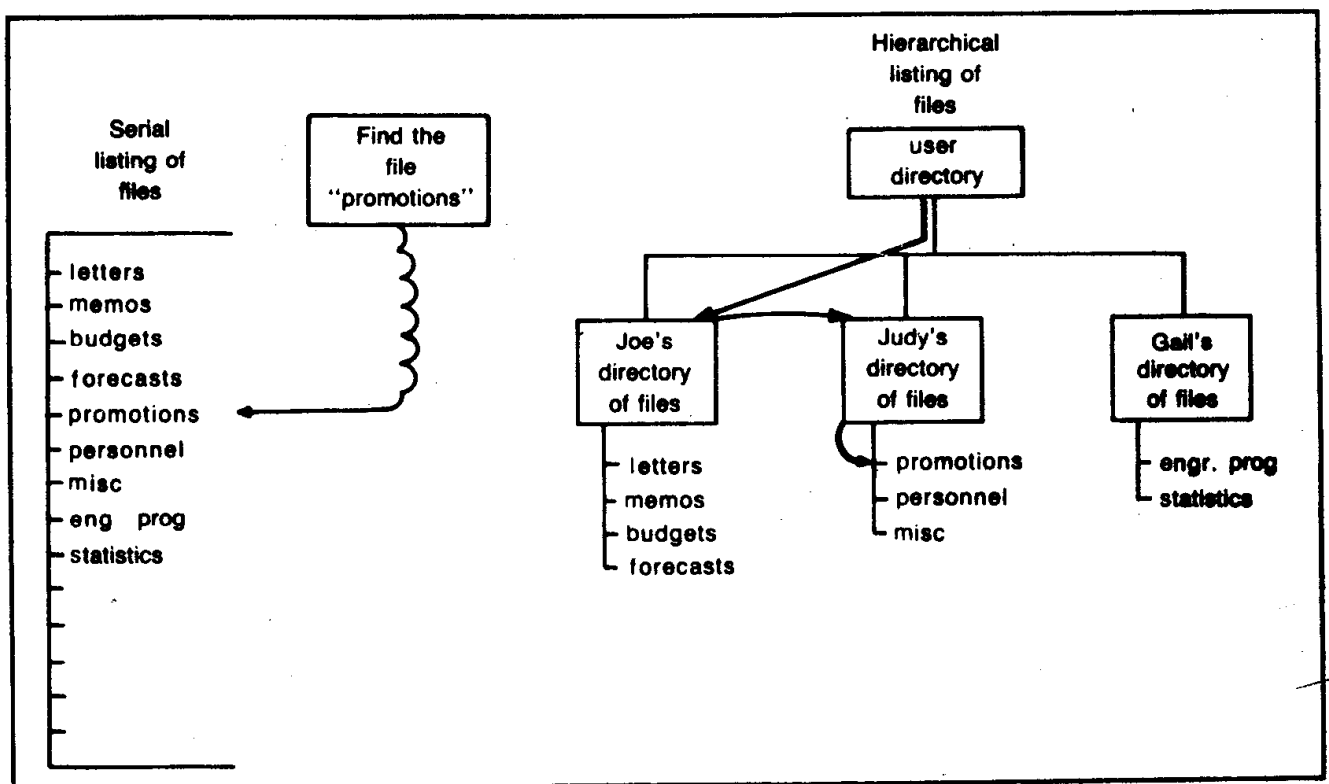 Serial
listing of
files
letters
memos
budgets
forecasts
promotions
personnel
misc
eng prog
statistics
Find the
file
"promotions"
Hierarchical
listing of
files
user
directory
Joe's
directory
of files
letters
memos
budgets
forecasts
Judy's
directory
of files
promotions
personnel
misc
Gail's
directory
of files
engr. prog
statistics